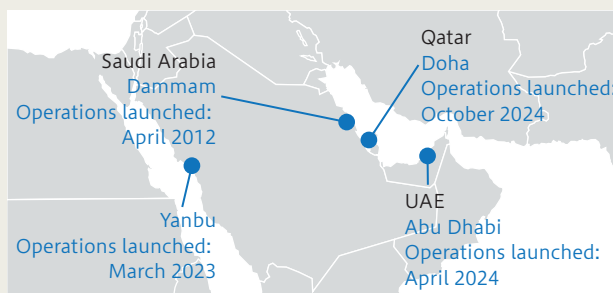 Saudi Arabia
Dammam
Operations launched:
April 2012
Yanbu
Operations launched:
March 2023
Qatar
Doha
Operations launched:
October 2024
UAE
Abu Dhabi
Operations launched:
April 2024